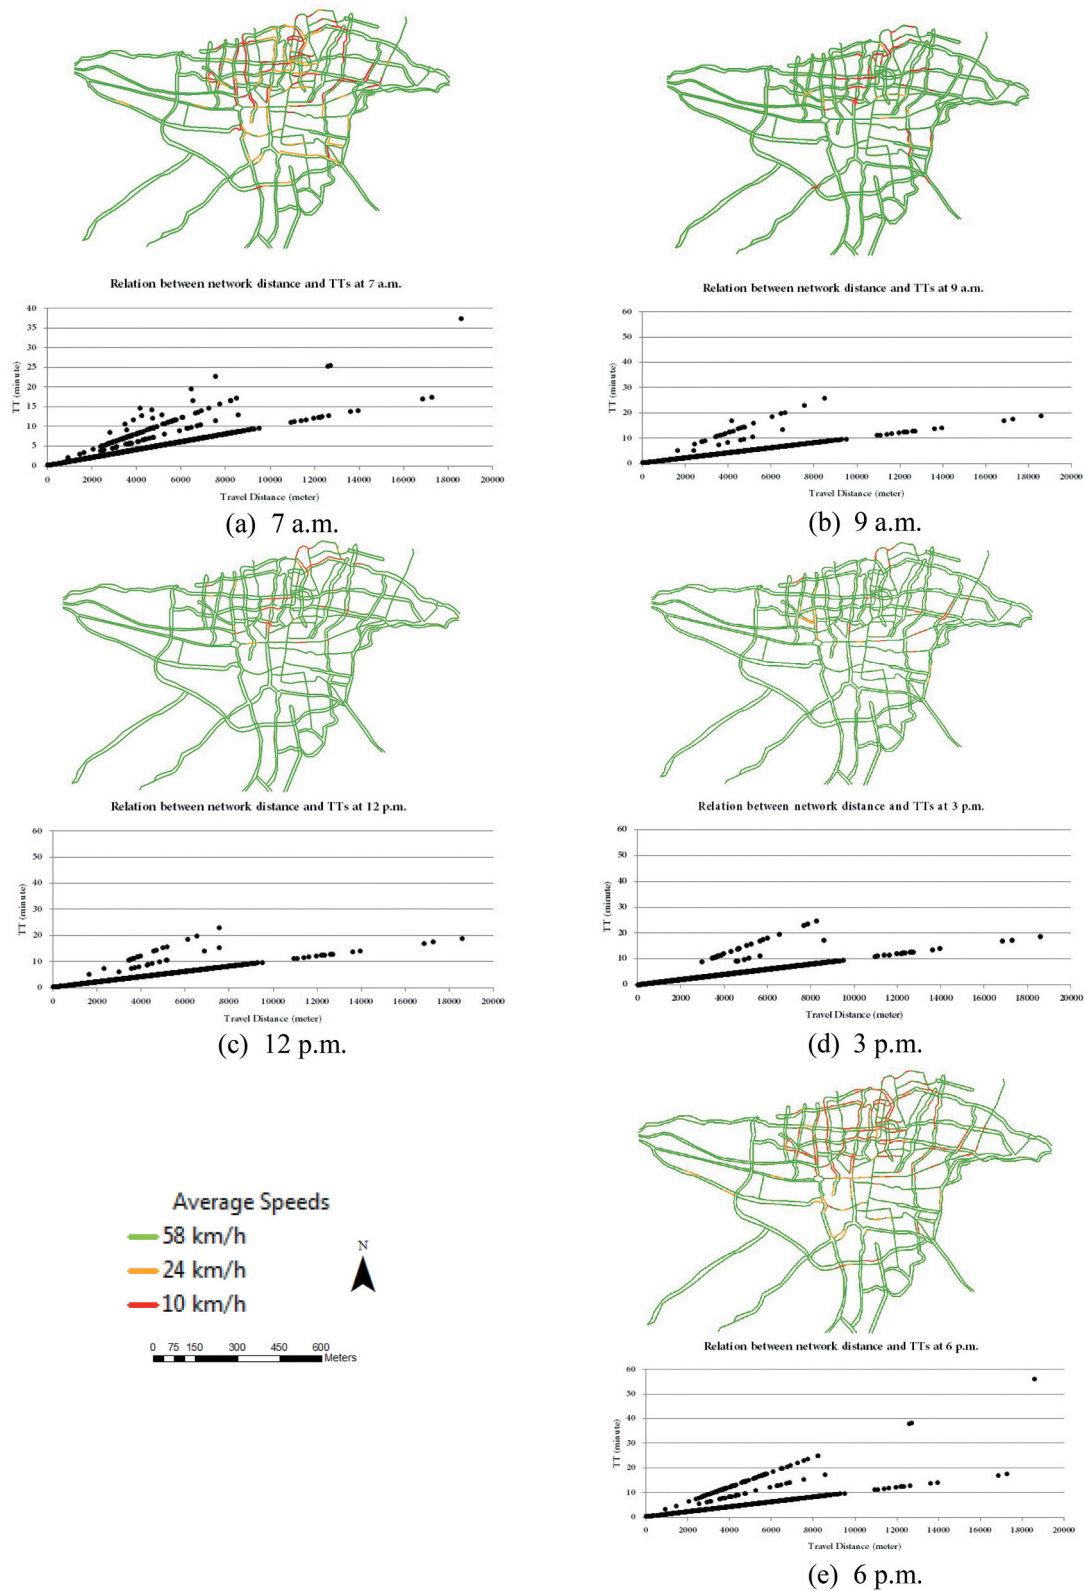 Relation between network distance and TTs at 7 a.m.
TT (minute)
40
35
30
25
20
15
10
5
0
0 2000 4000 6000 8000 10000 12000 14000 16000 18000 20000
Travel Distance (meter)
(a) 7 a.m.
Relation between network distance and TTs at 9 a.m.
TT (minute)
60
50
40
30
20
10
0
0 2000 4000 6000 8000 10000 12000 14000 16000 18000 20000
Travel Distance (meter)
(b) 9 a.m.
Relation between network distance and TTs at 12 p.m.
TT (minute)
60
50
40
30
20
10
0
0 2000 4000 6000 8000 10000 12000 14000 16000 18000 20000
Travel Distance (meter)
(c) 12 p.m.
Relation between network distance and TTs at 3 p.m.
TT (minute)
60
50
40
30
20
10
0
0 2000 4000 6000 8000 10000 12000 14000 16000 18000 20000
Travel Distance (meter)
(d) 3 p.m.
Average Speeds
58 km/h
24 km/h
10 km/h
N
0 75 150 300 450 600
Meters
Relation between network distance and TTs at 6 p.m.
TT (minute)
60
50
40
30
20
10
0
0 2000 4000 6000 8000 10000 12000 14000 16000 18000 20000
Travel Distance (meter)
(e) 6 p.m.